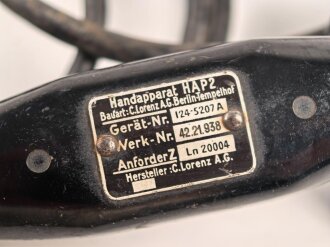 Handapparat HAP2
Bauart: C.Lorenz A.G. Berlin-Tempelhof
Gerät-Nr. 124-5207 A
Werk-Nr. 42.21.938
AnforderZ Ln 20004
Hersteller: C.Lorenz A.G.